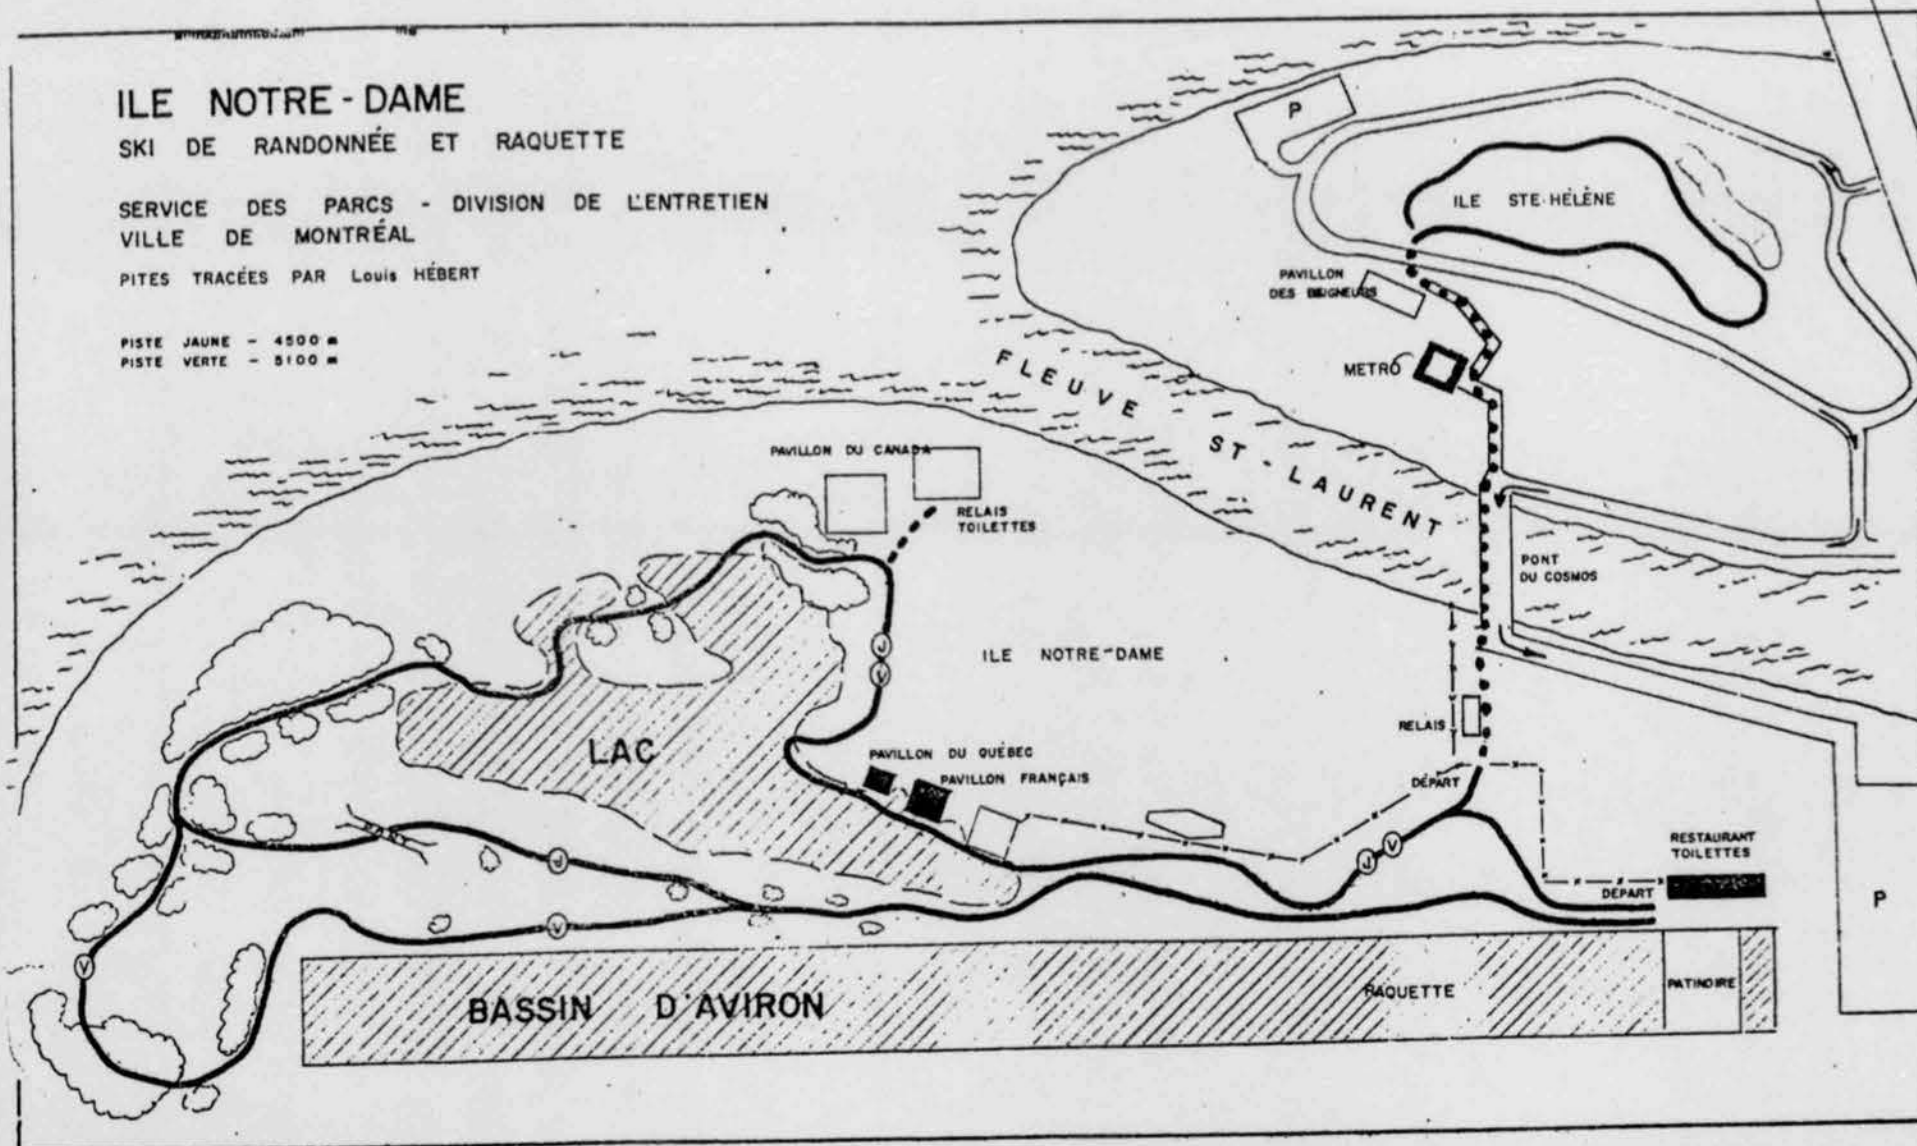 ILE NOTRE-DAME
SKI DE RANDONNÉE ET RAQUETTE
SERVICE DES PARCS - DIVISION DE L'ENTRETIEN
VILLE DE MONTRÉAL
PITES TRACÉES PAR Louis HÉBERT
PISTE JAUNE - 4500 m
PISTE VERTE - 5100 m
P
ILE STE-HÉLÈNE
PAVILLON
DES
METRO
FLEUVE ST-LAURENT
PAVILLON DU CANADA
RELAIS
TOILETTES
PONT
DU COSMOS
J
V
ILE NOTRE-DAME
RELAIS
LAC
PAVILLON DU QUÉBEC
PAVILLON FRANÇAIS
DÉPART
J V
RESTAURANT
TOILETTES
DÉPART
P
J
V
V
BASSIN D'AVIRON
RAQUETTE
PATINOIRE